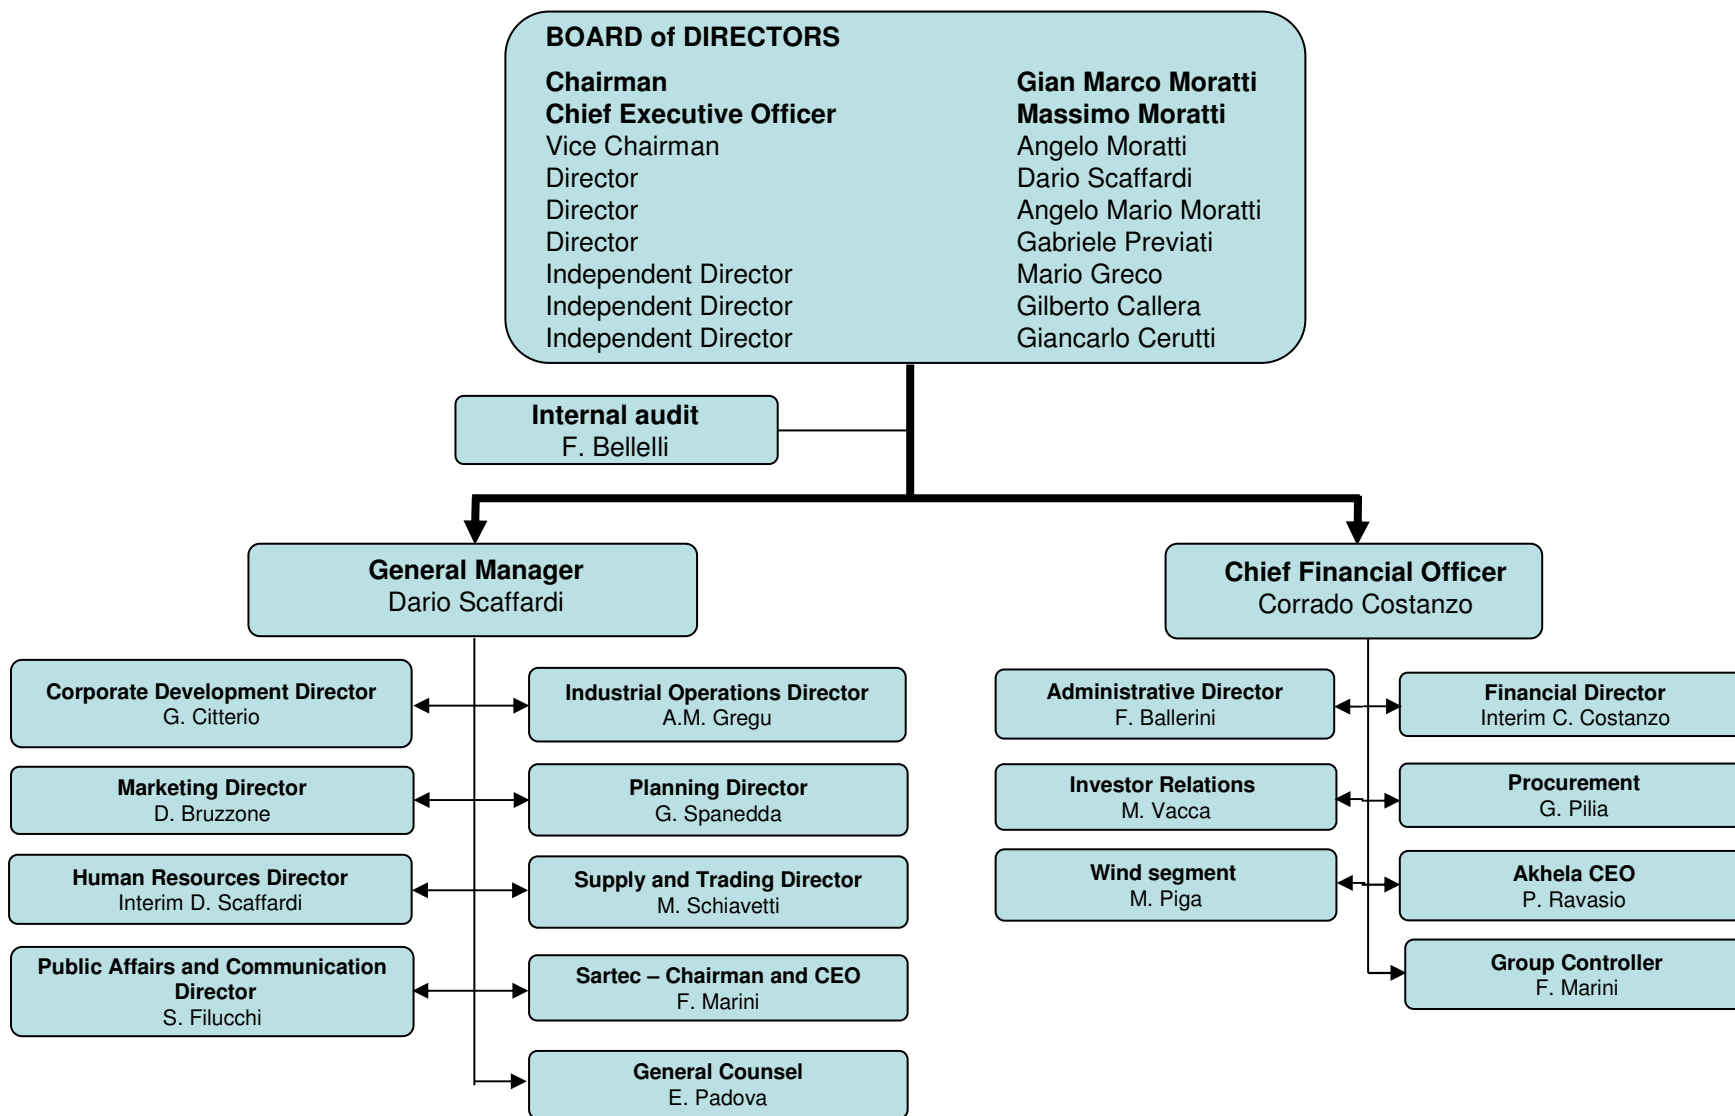 BOARD of DIRECTORS
Chairman Gian Marco Moratti
Chief Executive Officer Massimo Moratti
Vice Chairman Angelo Moratti
Director Dario Scaffardi
Director Angelo Mario Moratti
Director Gabriele Previati
Independent Director Mario Greco
Independent Director Gilberto Callera
Independent Director Giancarlo Cerutti
Internal audit
F. Bellelli
General Manager
Dario Scaffardi
Chief Financial Officer
Corrado Costanzo
Corporate Development Director
G. Citterio
Industrial Operations Director
A.M. Gregu
Administrative Director
F. Ballerini
Financial Director
Interim C. Costanzo
Marketing Director
D. Bruzzone
Planning Director
G. Spanedda
Investor Relations
M. Vacca
Procurement
G. Pilia
Human Resources Director
Interim D. Scaffardi
Supply and Trading Director
M. Schiavetti
Wind segment
M. Piga
Akhela CEO
P. Ravasio
Public Affairs and Communication
Director
S. Filucchi
Sartec – Chairman and CEO
F. Marini
Group Controller
F. Marini
General Counsel
E. Padova